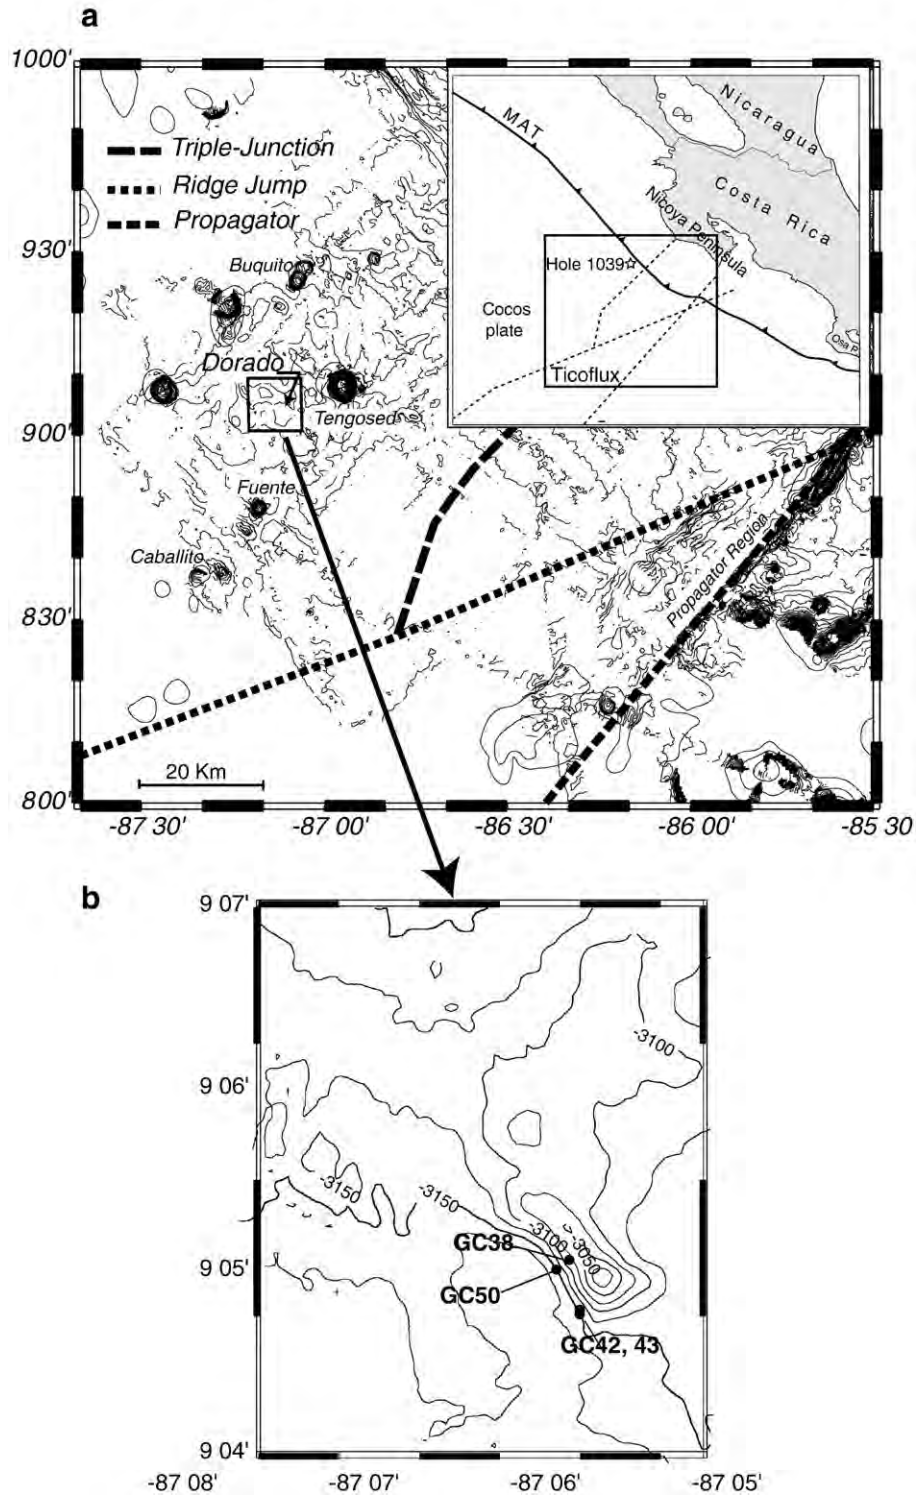 a
1000'
930'
900'
830'
800'
Triple-Junction
Ridge Jump
Propagator
Buquito
Dorado
Tengosed
Fuente
Caballito
Propagator Region
20 Km
-87 30'
-87 00'
-86 30'
-86 00'
-85 30
MAT
Nicaragua
Costa Rica
Nicoya Peninsula
Hole 1039
Cocos
plate
Ticoflux
Osa P.
b
9 07'
9 06'
9 05'
9 04'
-3100
-3150
-3150
-3100
-3050
GC38
GC50
GC42, 43
-87 08'
-87 07'
-87 06'
-87 05'